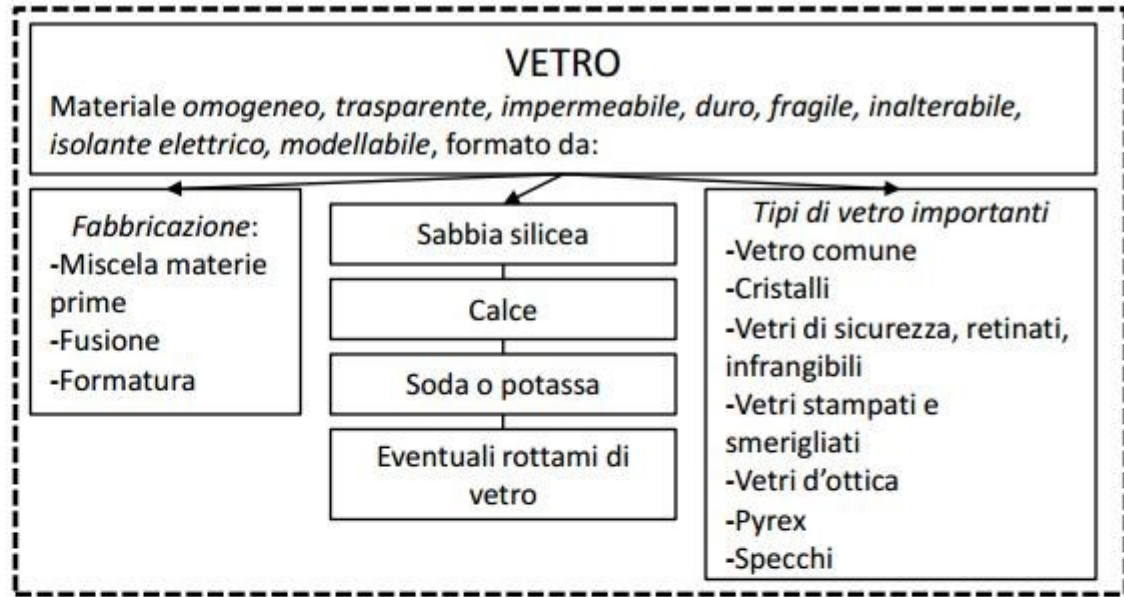 VETRO
Materiale omogeneo, trasparente, impermeabile, duro, fragile, inalterabile,
isolante elettrico, modellabile, formato da:
Fabbricazione:
-Miscela materie
prime
-Fusione
-Formatura
Sabbia silicea
Calce
Soda o potassa
Eventuali rottami di
vetro
Tipi di vetro importanti
-Vetro comune
-Cristalli
-Vetri di sicurezza, retinati,
infrangibili
-Vetri stampati e
smerigliati
-Vetri d'ottica
-Pyrex
-Specchi